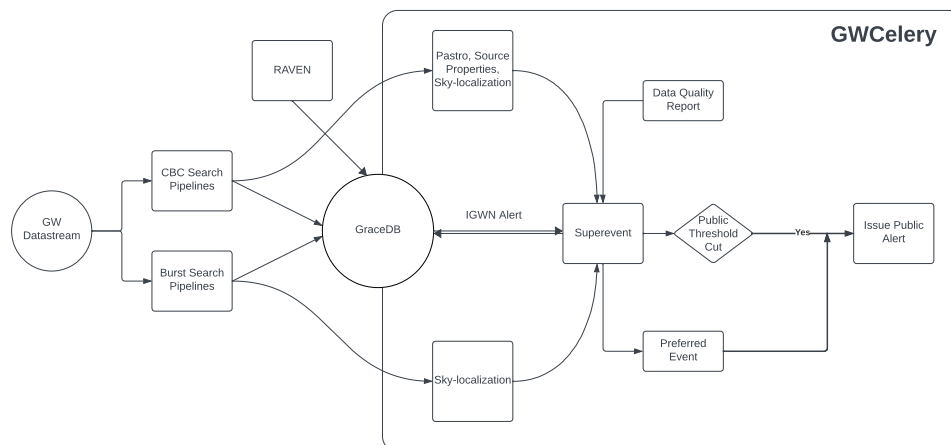 GWCelery
RAVEN
Pastro, Source
Properties,
Sky-localization
Data Quality
Report
CBC Search
Pipelines
GW
Datastream
GraceDB
IGWN Alert
Superevent
Public
Threshold
Cut
Yes
Issue Public
Alert
Burst Search
Pipelines
Preferred
Event
Sky-localization